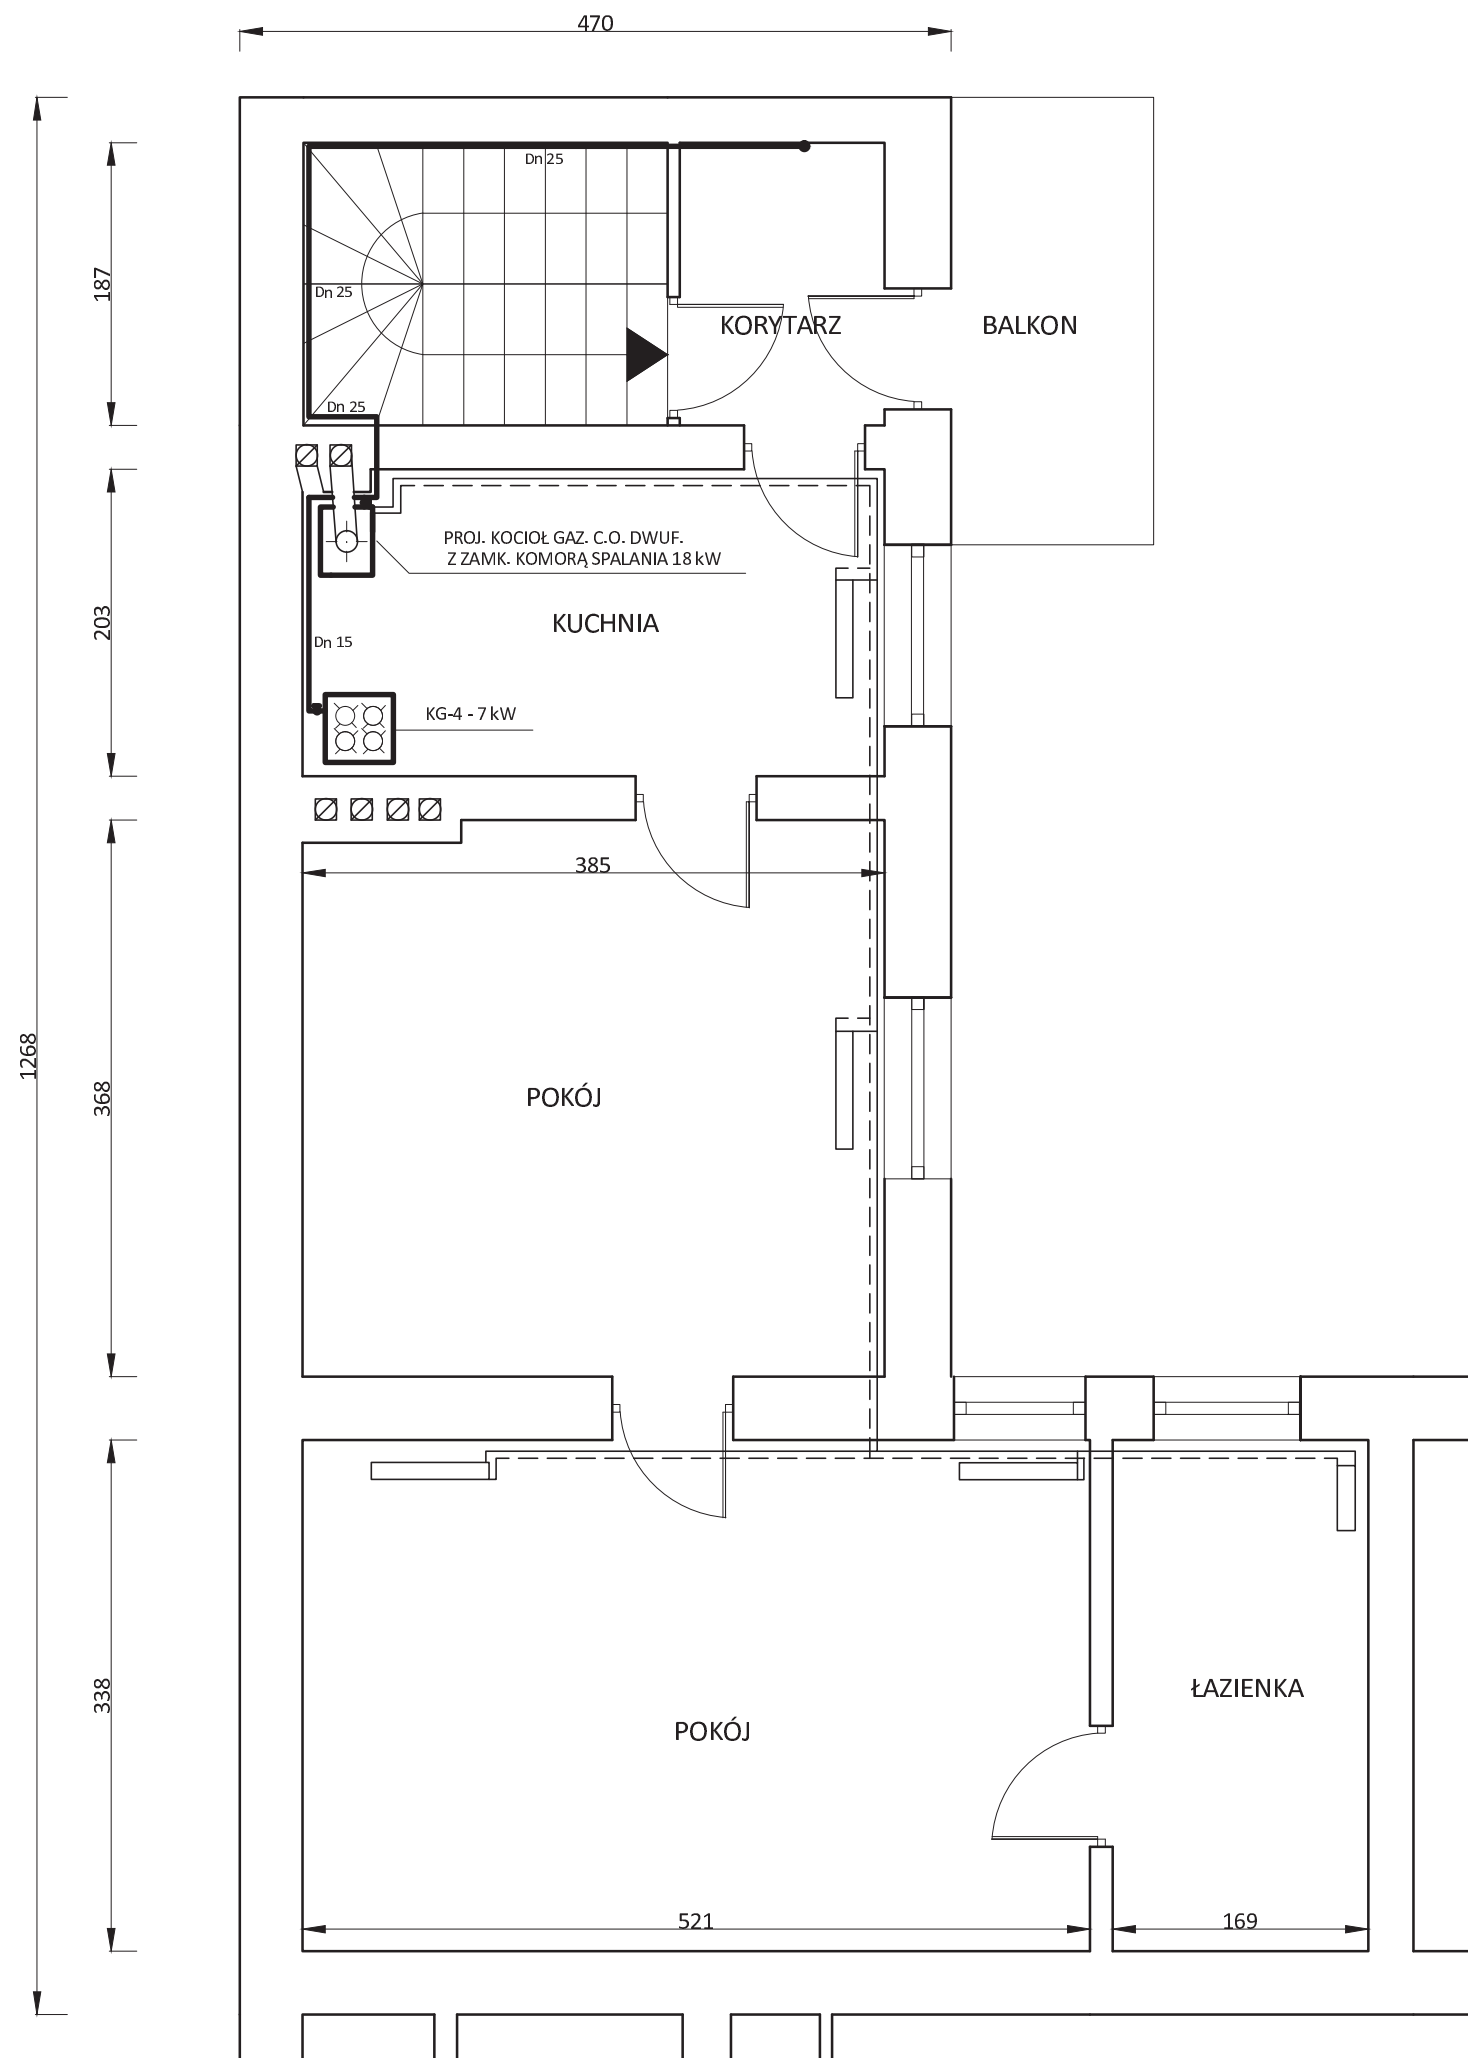 470
Dn 25
187
Dn 25
KORYTARZ
BALKON
Dn 25
PROJ. KOCIOŁ GAZ. C.O. DWUF.
Z ZAMK. KOMORĄ SPALANIA 18 kW
203
KUCHNIA
Dn 15
KG-4 - 7 kW
385
1268
368
POKÓJ
338
ŁAZIENKA
POKÓJ
521
169